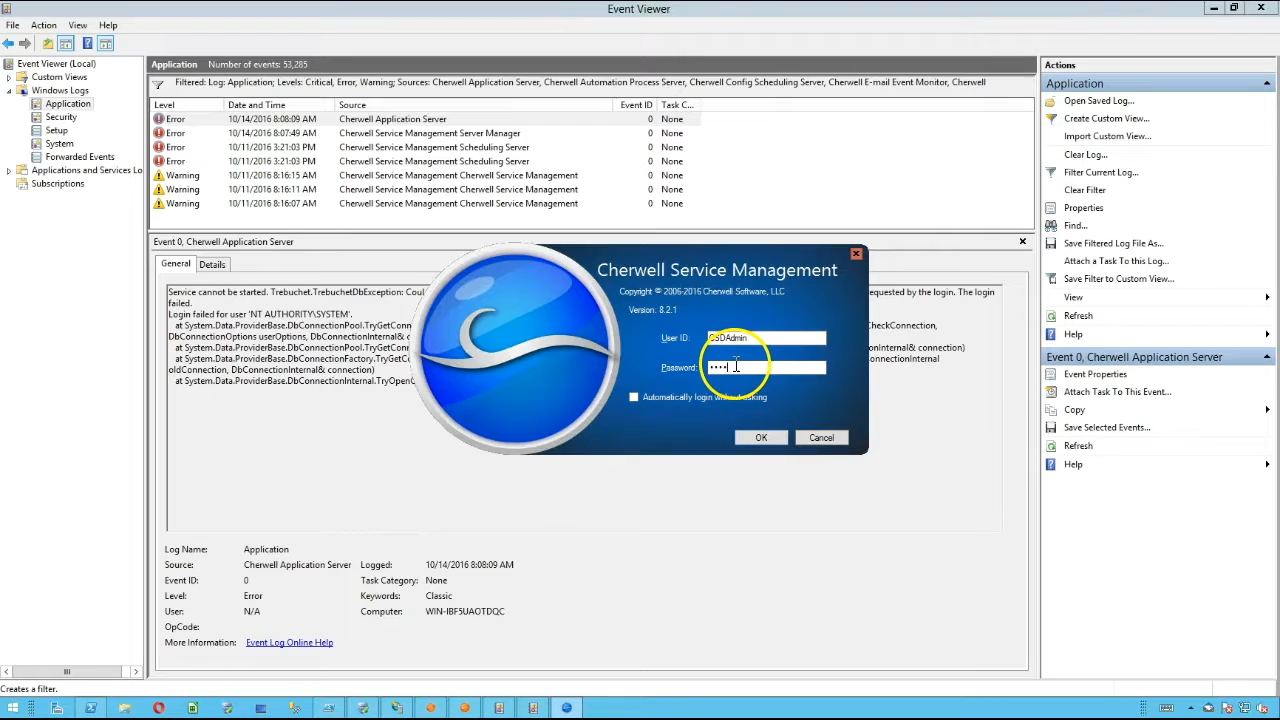 Event Viewer
File Action View Help
Event Viewer (Local)
Custom Views
Windows Logs
Application
Security
Setup
System
Forwarded Events
Applications and Services Lo
Subscriptions
Application Number of events: 53,285
Filtered: Log: Application; Levels: Critical, Error, Warning; Sources: Cherwell Application Server, Cherwell Automation Process Server, Cherwell Config Scheduling Server, Cherwell E-mail Event Monitor, Cherwell
Level Date and Time Source Event ID Task C...
Error 10/14/2016 8:08:09 AM Cherwell Application Server 0 None
Error 10/14/2016 8:07:49 AM Cherwell Service Management Server Manager 0 None
Error 10/11/2016 3:21:03 PM Cherwell Service Management Scheduling Server 0 None
Error 10/11/2016 3:21:03 PM Cherwell Service Management Scheduling Server 0 None
Warning 10/11/2016 8:16:15 AM Cherwell Service Management Cherwell Service Management 0 None
Warning 10/11/2016 8:16:11 AM Cherwell Service Management Cherwell Service Management 0 None
Warning 10/11/2016 8:16:07 AM Cherwell Service Management Cherwell Service Management 0 None
Event 0, Cherwell Application Server
General Details
Service cannot be started. Trebuchet.TrebuchetDbException: Coul equested by the login. The login
failed.
Login failed for user 'NT AUTHORITY\SYSTEM'.
at System.Data.ProviderBase.DbConnectionPool.TryGetConn heckConnection,
DbConnectionOptions userOptions, DbConnectionInternal& c
at System.Data.ProviderBase.DbConnectionPool.TryGetConn onnectionInternal& connection)
at System.Data.ProviderBase.DbConnectionFactory.TryGetC onnectionInternal
oldConnection, DbConnectionInternal& connection)
at System.Data.ProviderBase.DbConnectionInternal.TryOpenC
Cherwell Service Management
Copyright © 2006-2016 Cherwell Software, LLC
Version: 8.2.1
User ID: CSDAdmin
Password:
Automatically login without asking
OK Cancel
Log Name: Application
Source: Cherwell Application Server Logged: 10/14/2016 8:08:09 AM
Event ID: 0 Task Category: None
Level: Error Keywords: Classic
User: N/A Computer: WIN-IBF5UAOTDQC
OpCode:
More Information: Event Log Online Help
Actions
Application
Open Saved Log...
Create Custom View...
Import Custom View...
Clear Log...
Filter Current Log...
Clear Filter
Properties
Find...
Save Filtered Log File As...
Attach a Task To this Log...
Save Filter to Custom View...
View
Refresh
Help
Event 0, Cherwell Application Server
Event Properties
Attach Task To This Event...
Copy
Save Selected Events...
Refresh
Help
Creates a filter.